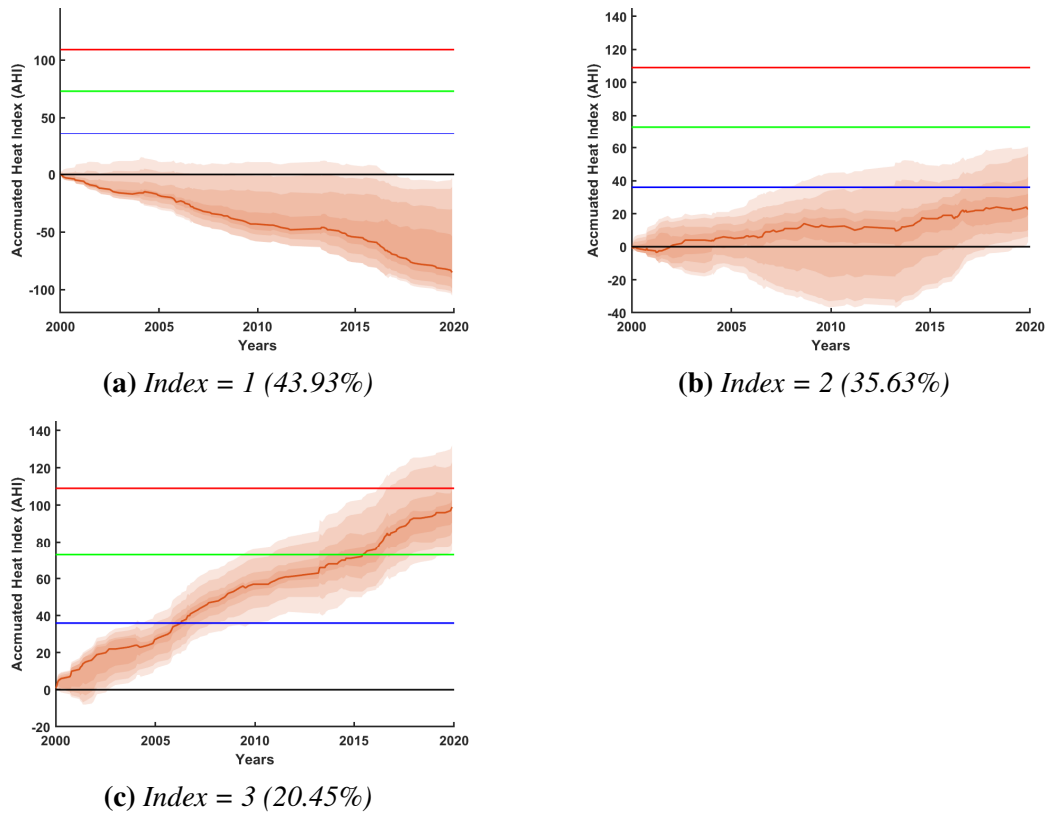 Accmuated Heat Index (AHI)
100
50
0
-50
-100
2000 2005 2010 2015 2020
Years
(a) Index = 1 (43.93%)
Accmuated Heat Index (AHI)
140
120
100
80
60
40
20
0
-20
-40
2000 2005 2010 2015 2020
Years
(b) Index = 2 (35.63%)
Accmuated Heat Index (AHI)
140
120
100
80
60
40
20
0
-20
2000 2005 2010 2015 2020
Years
(c) Index = 3 (20.45%)